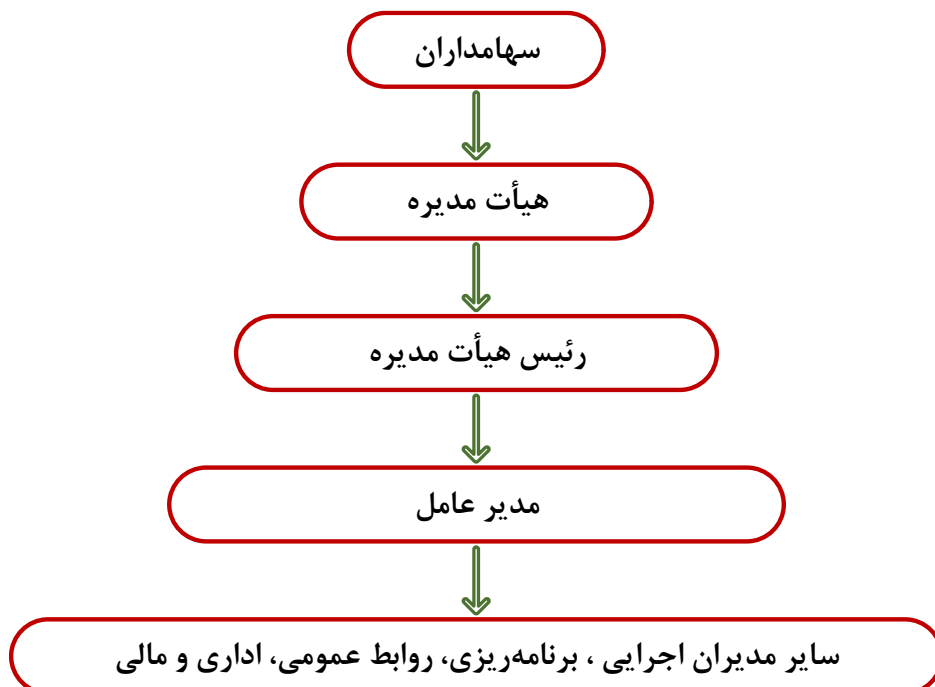 سهامداران
هیأت مدیره
رئیس هیأت مدیره
مدیر عامل
سایر مدیران اجرایی ، برنامه‌ریزی، روابط عمومی، اداری و مالی